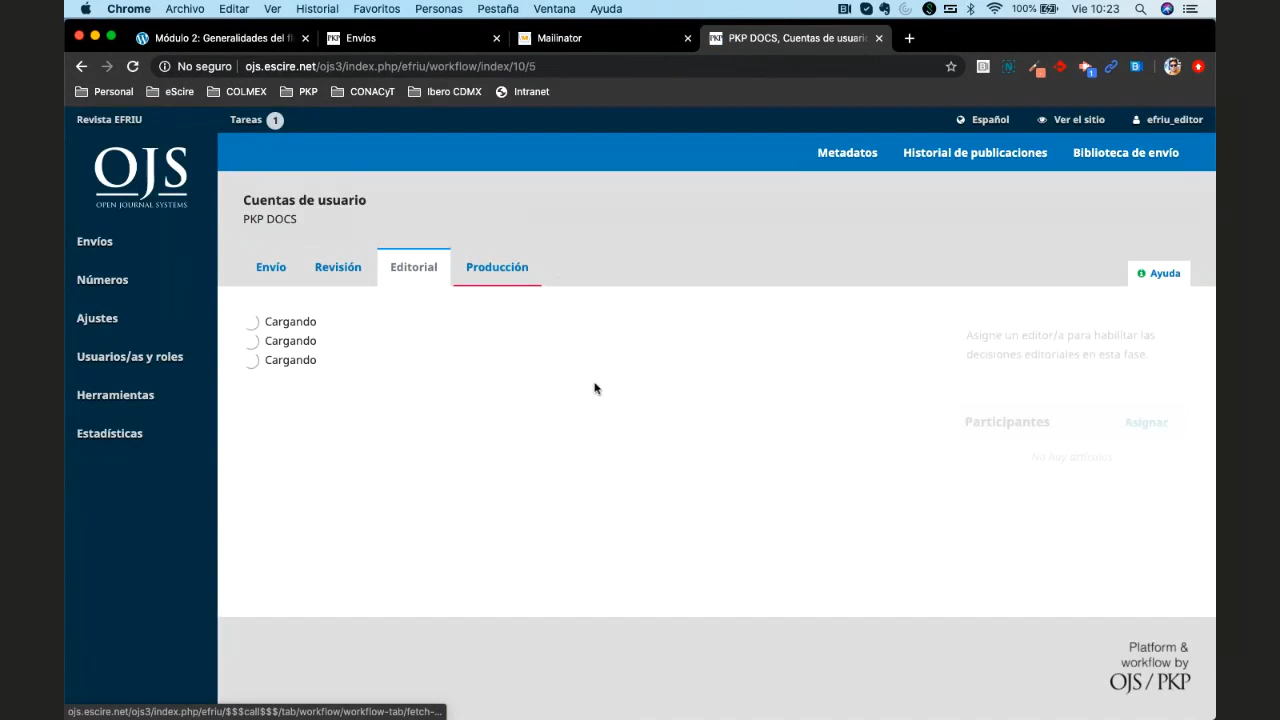 Chrome Archivo Editar Ver Historial Favoritos Personas Pestaña Ventana Ayuda 100% Vie 10:23
Módulo 2: Generalidades del fl
Envíos
Mailinator
PKP DOCS, Cuentas de usuario
No seguro ojs.escire.net/ojs3/index.php/efriu/workflow/index/10/5
Personal eScire COLMEX PKP CONACyT Ibero CDMX Intranet
Revista EFRIU Tareas 1 Español Ver el sitio efriu_editor
Metadatos Historial de publicaciones Biblioteca de envío
OJS
OPEN JOURNAL SYSTEMS
Envíos
Números
Ajustes
Usuarios/as y roles
Herramientas
Estadísticas
Cuentas de usuario
PKP DOCS
Envío Revisión Editorial Producción
Ayuda
Cargando
Cargando
Cargando
Asigne un editor/a para habilitar las
decisiones editoriales en esta fase.
Participantes Asignar
No hay artículos
Platform &
workflow by
OJS / PKP
ojs.escire.net/ojs3/index.php/efriu/$$$call$$$/tab/workflow/workflow-tab/fetch-...